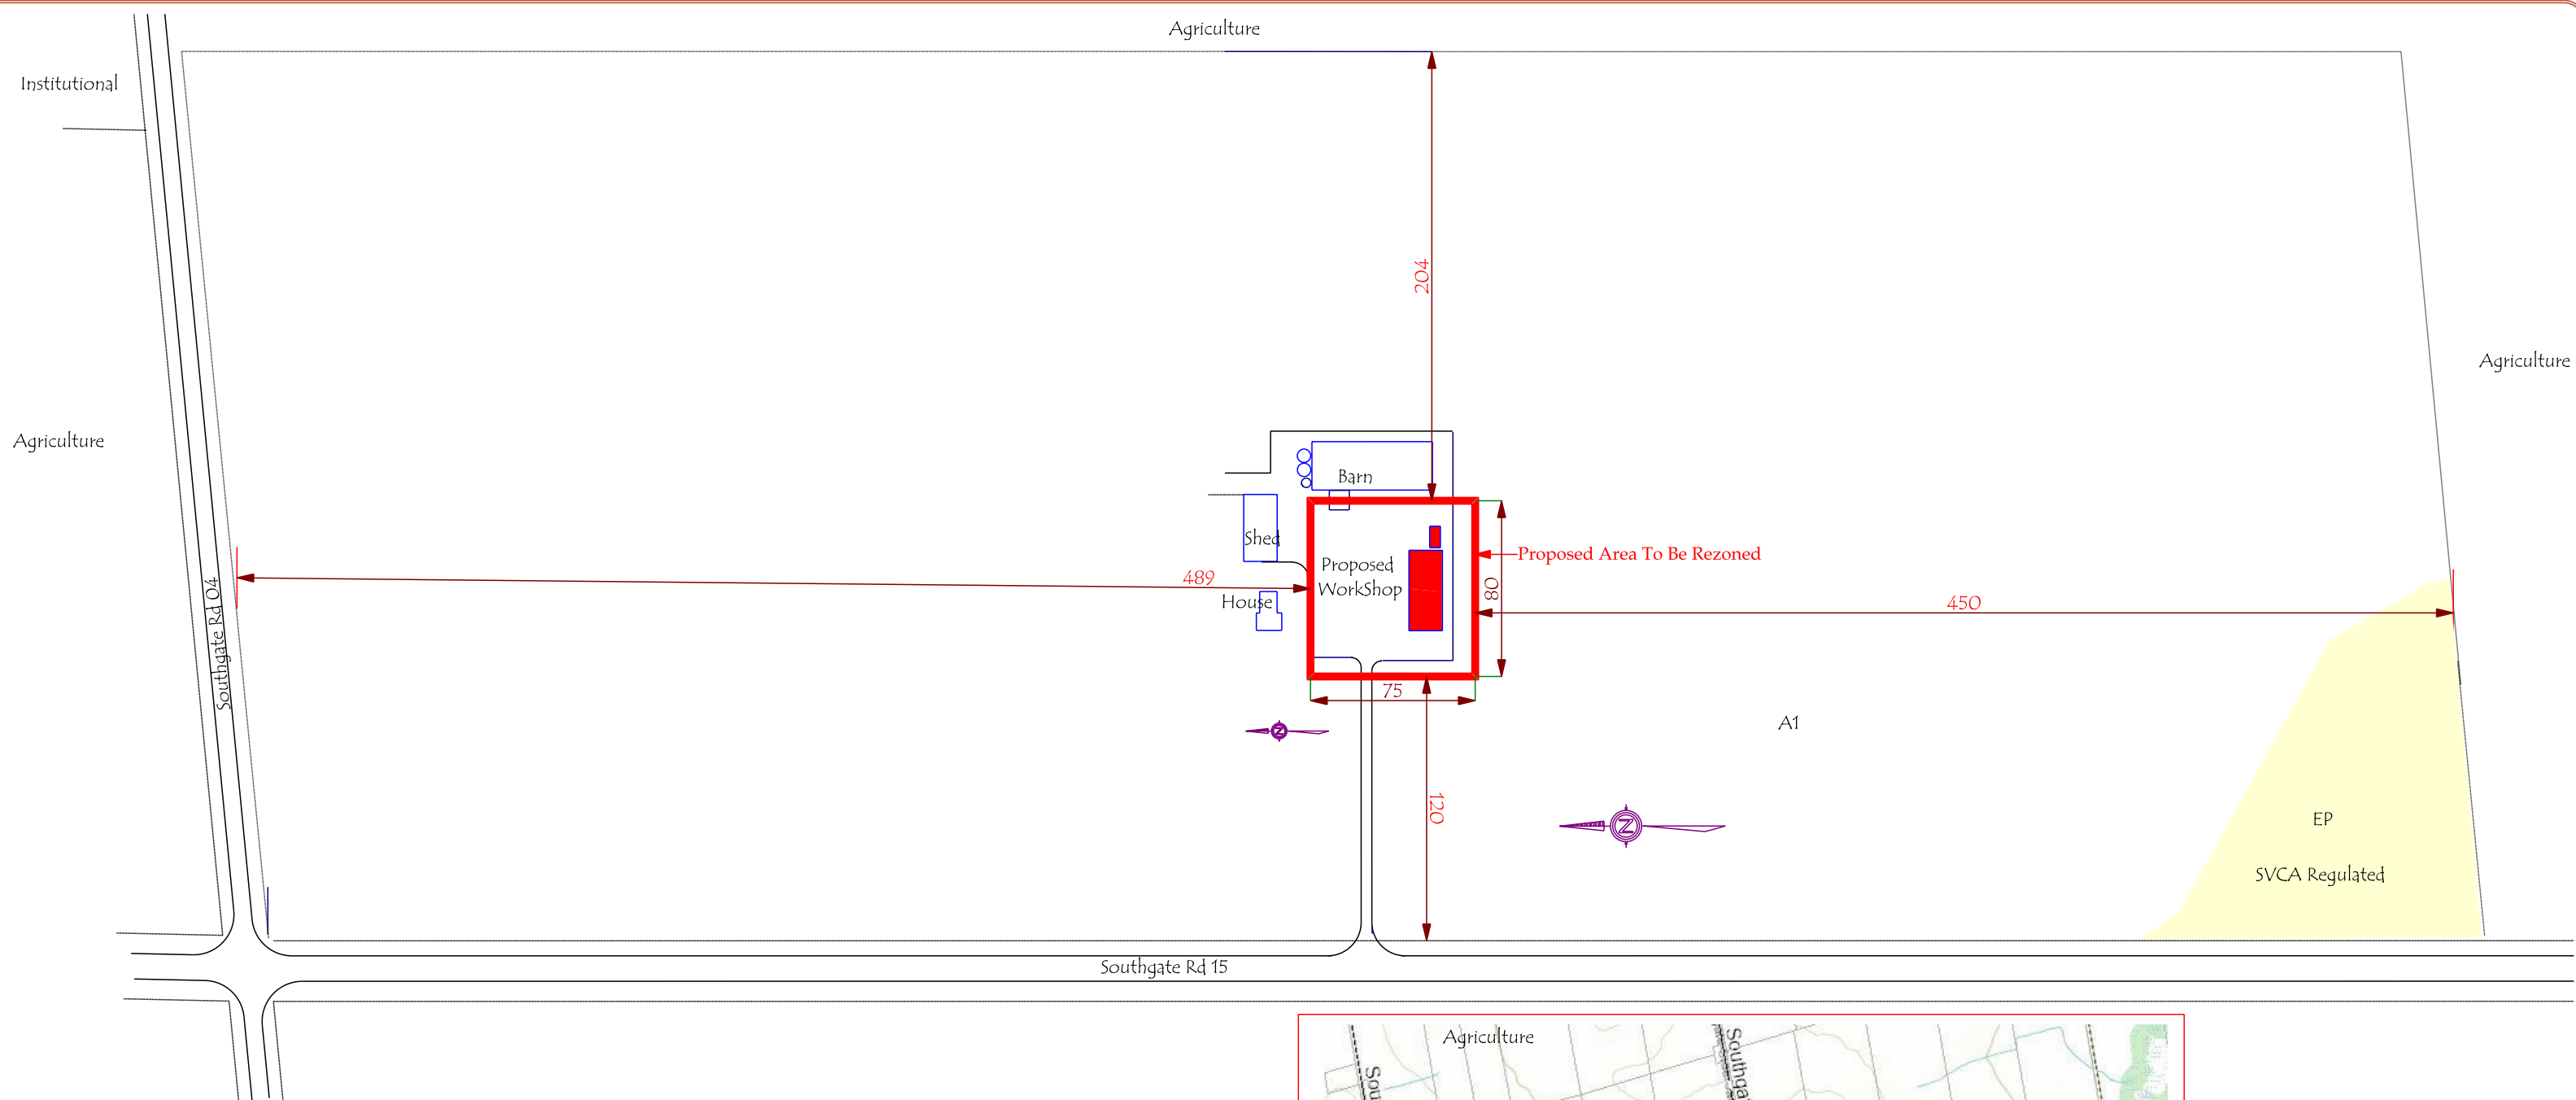 Agriculture
Institutional
204
Agriculture
Agriculture
Barn
Shed
Proposed
WorkShop
Proposed Area To Be Rezoned
489
80
House
450
Southgate Rd 04
75
A1
N
120
N
EP
SVCA Regulated
Southgate Rd 15
Agriculture